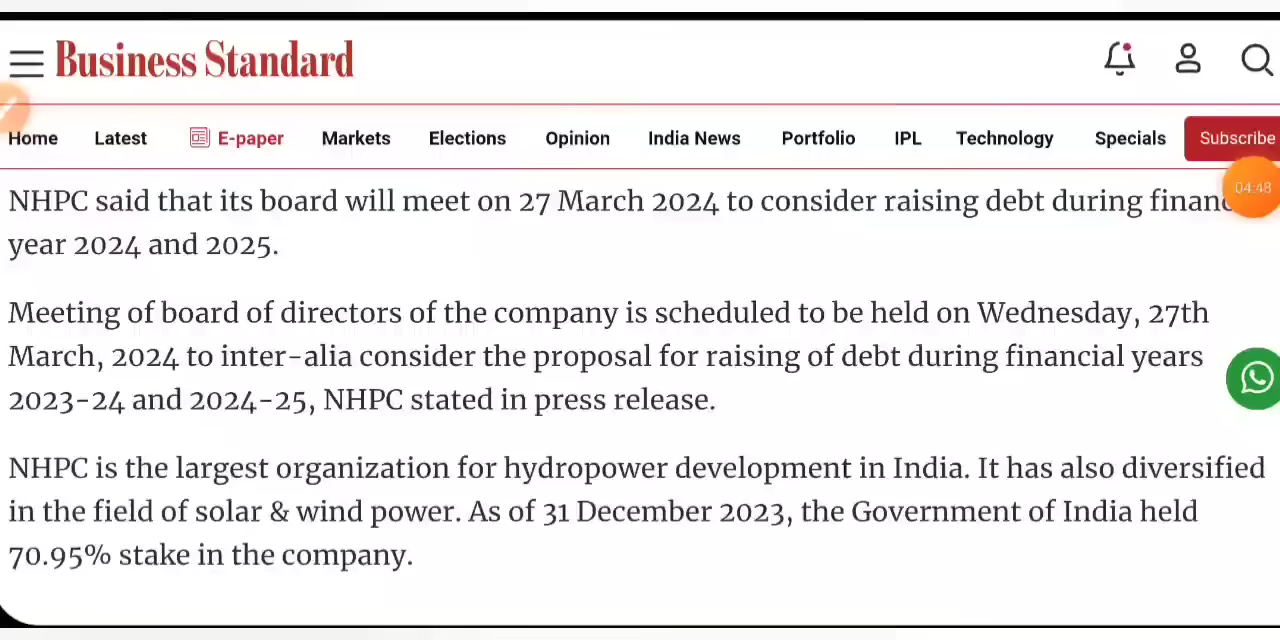 Business Standard
Home Latest E-paper Markets Elections Opinion India News Portfolio IPL Technology Specials Subscribe
NHPC said that its board will meet on 27 March 2024 to consider raising debt during financ
04:48
year 2024 and 2025.
Meeting of board of directors of the company is scheduled to be held on Wednesday, 27th
March, 2024 to inter-alia consider the proposal for raising of debt during financial years
2023-24 and 2024-25, NHPC stated in press release.
NHPC is the largest organization for hydropower development in India. It has also diversified
in the field of solar & wind power. As of 31 December 2023, the Government of India held
70.95% stake in the company.